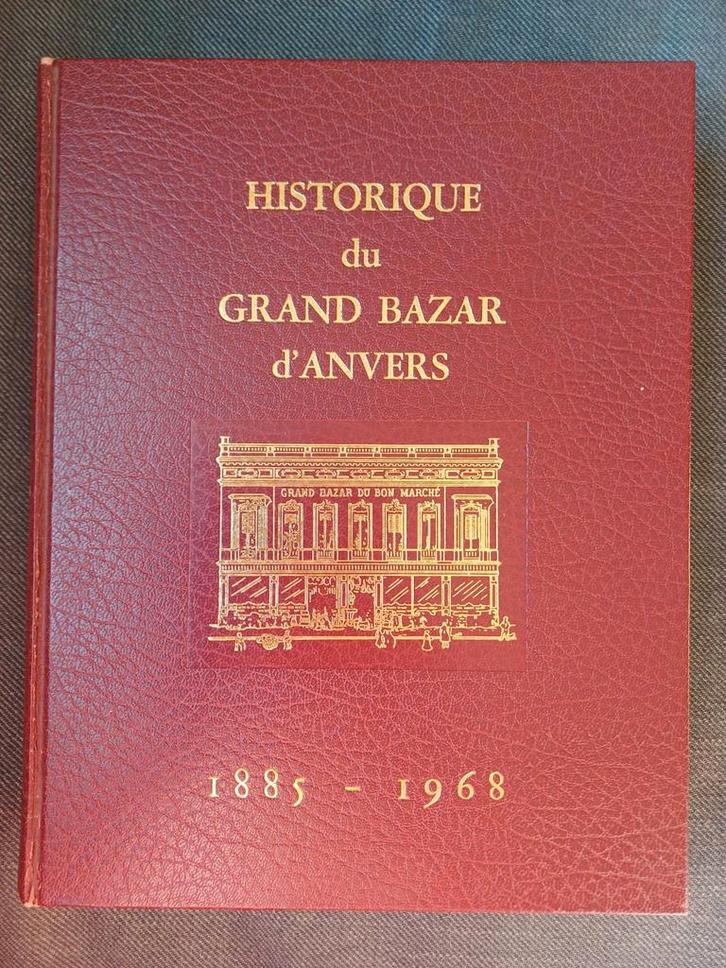 HISTORIQUE
du
GRAND BAZAR
d'ANVERS
GRAND BAZAR DU BON MARCHÉ
1885 - 1968